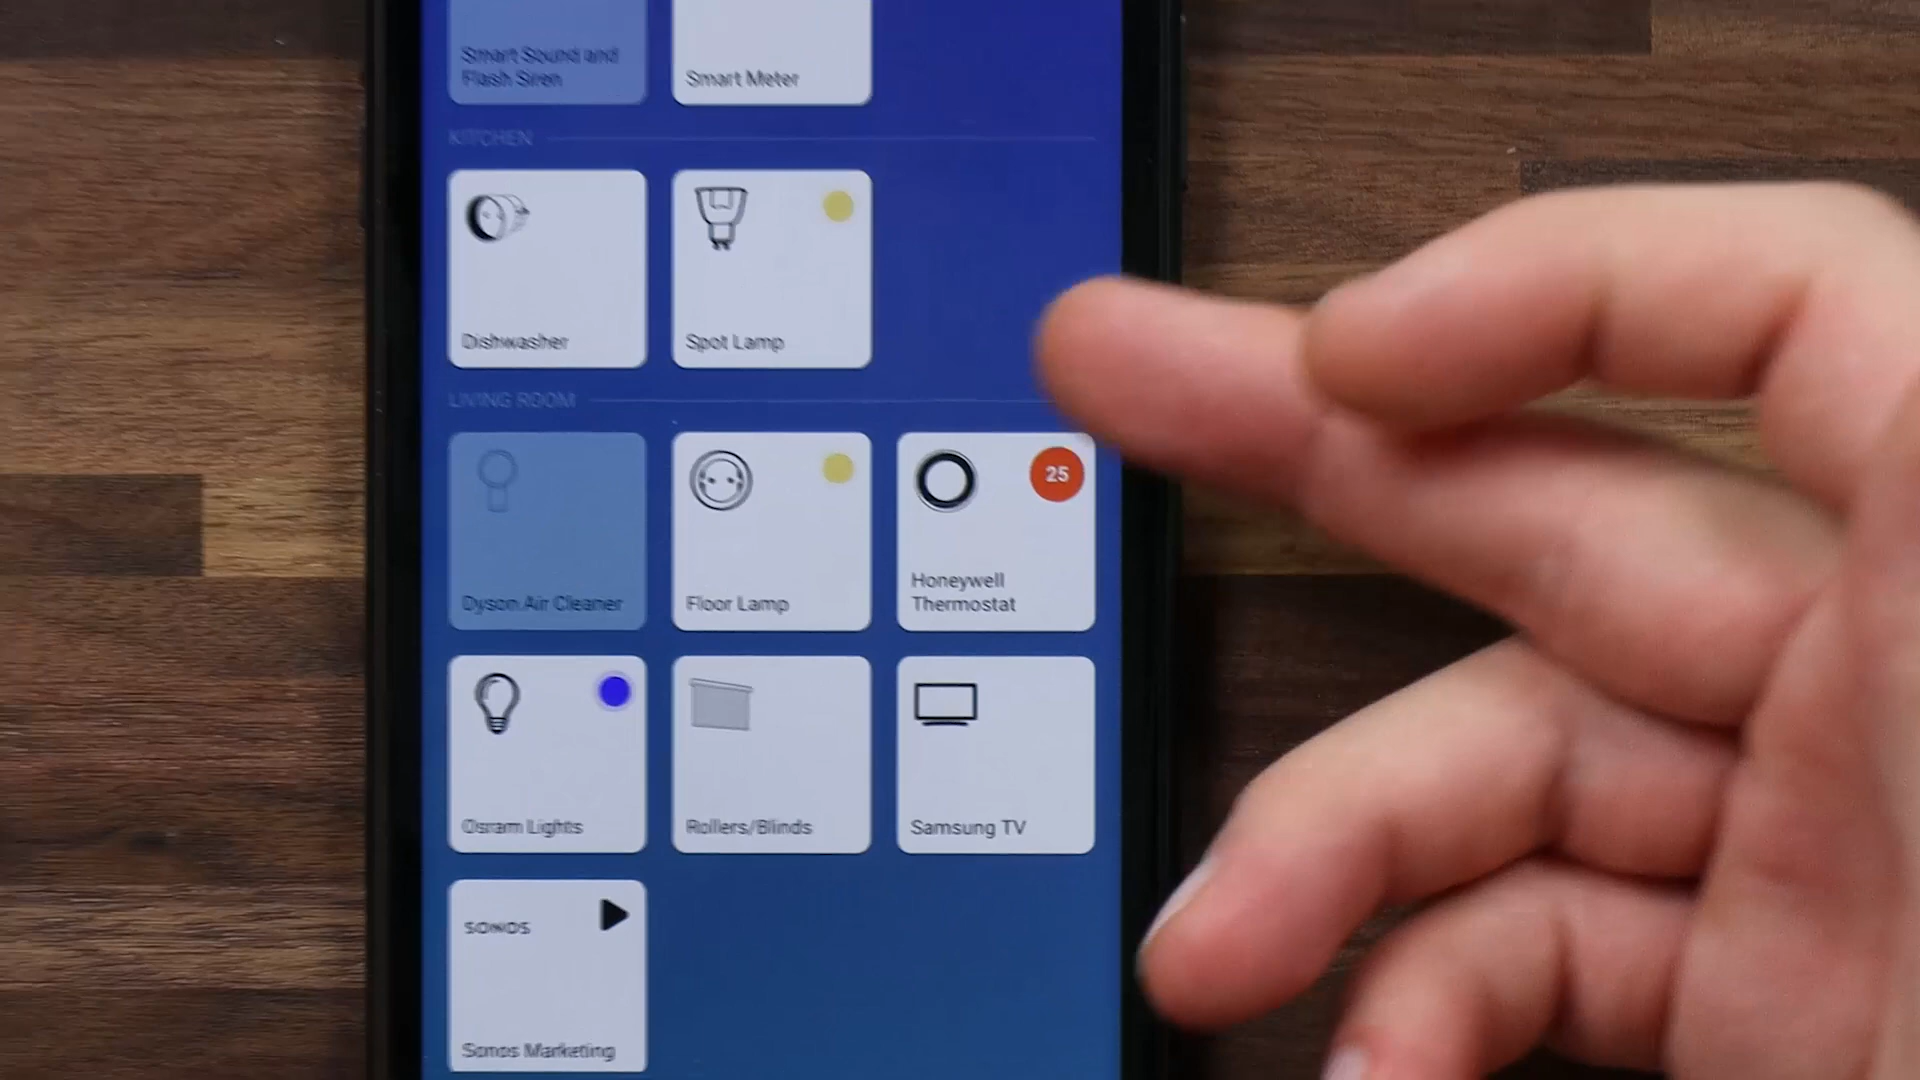 Smart Sound and
Flash Siren
Smart Meter
KITCHEN
Dishwasher
Spot Lamp
LIVING ROOM
Dyson Air Cleaner
Floor Lamp
25
Honeywell
Thermostat
Osram Lights
Rollers/Blinds
Samsung TV
SONOS
Sonos Marketing